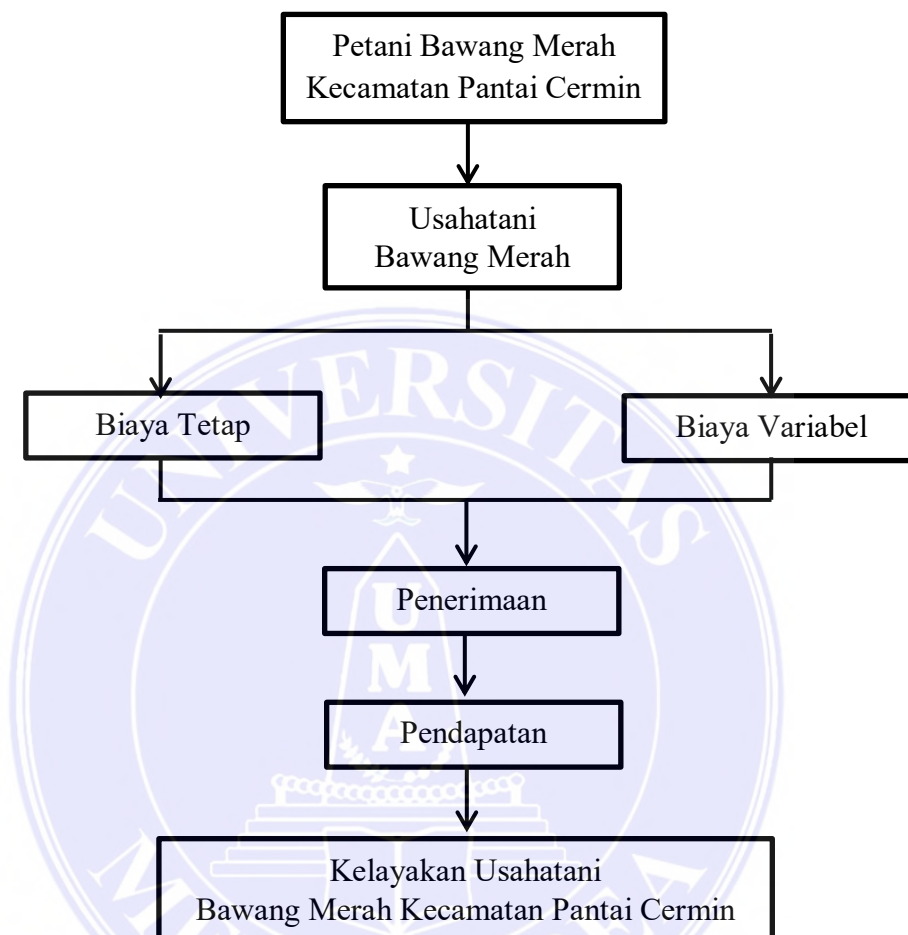 Petani Bawang Merah
Kecamatan Pantai Cermin
Usahatani
Bawang Merah
Biaya Tetap
Biaya Variabel
UNIVERSITAS
Penerimaan
U
M
A
Pendapatan
Kelayakan Usahatani
Bawang Merah Kecamatan Pantai Cermin